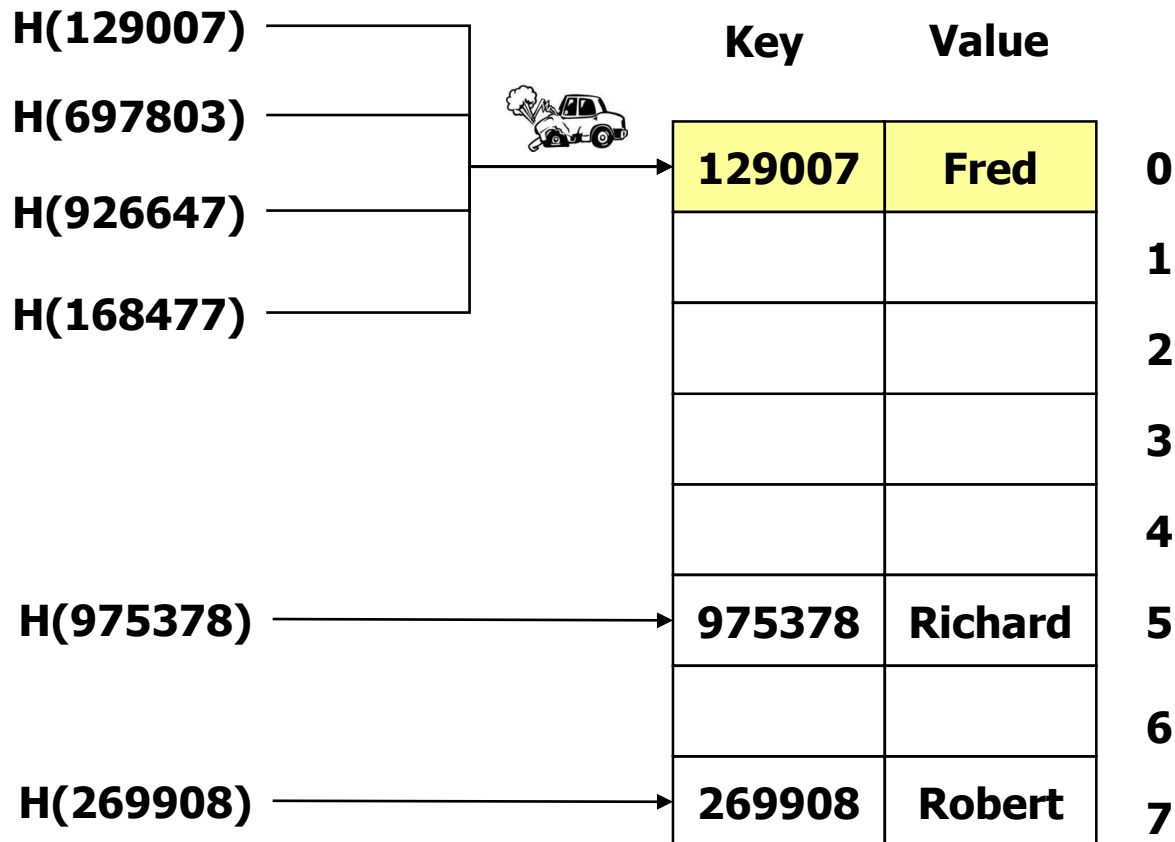 H(129007)
H(697803)
H(926647)
H(168477)
H(975378)
H(269908)
Key Value
129007 Fred 0
1
2
3
4
975378 Richard 5
6
269908 Robert 7